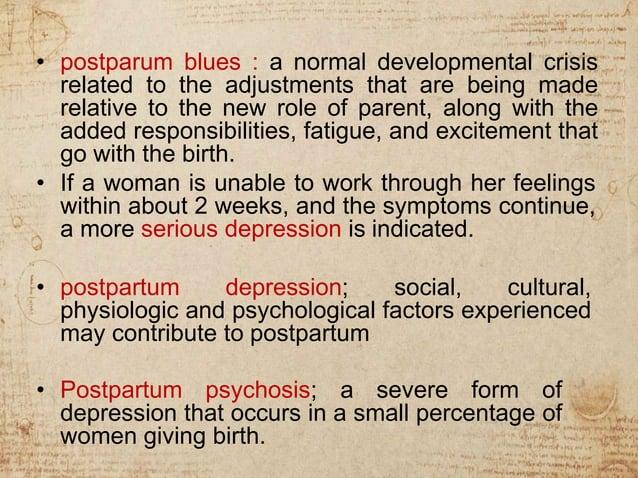 • postparum blues : a normal developmental crisis
related to the adjustments that are being made
relative to the new role of parent, along with the
added responsibilities, fatigue, and excitement that
go with the birth.
• If a woman is unable to work through her feelings
within about 2 weeks, and the symptoms continue,
a more serious depression is indicated.
• postpartum depression; social, cultural,
physiologic and psychological factors experienced
may contribute to postpartum
• Postpartum psychosis; a severe form of
depression that occurs in a small percentage of
women giving birth.